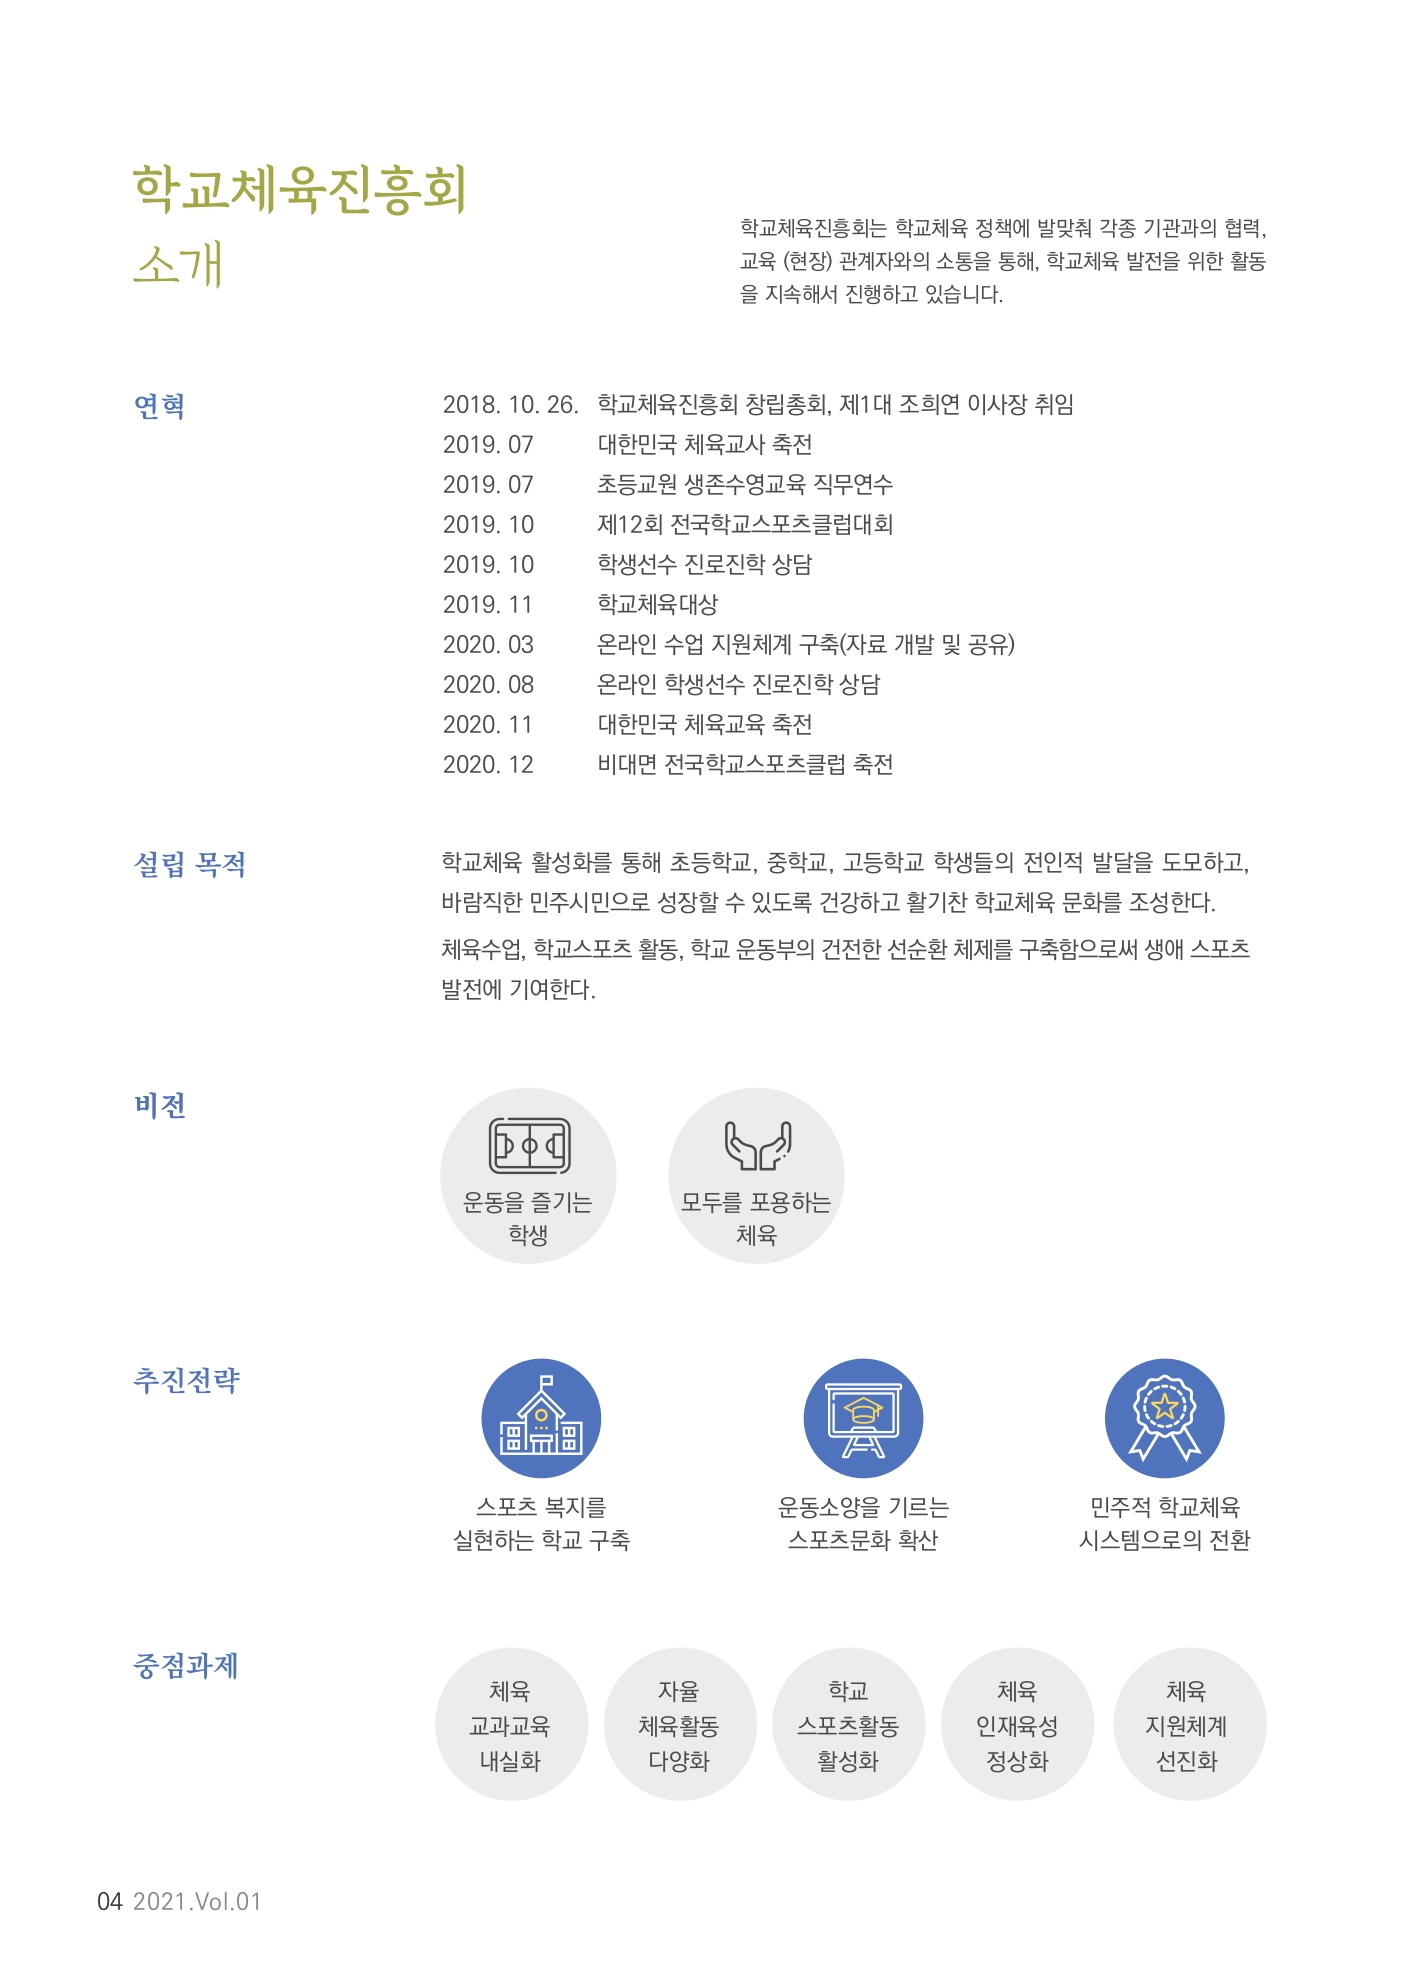 학교체육진흥회
소개
학교체육진흥회는 학교체육 정책에 발맞춰 각종 기관과의 협력,
교육 (현장) 관계자와의 소통을 통해, 학교체육 발전을 위한 활동
을 지속해서 진행하고 있습니다.
연혁
2018. 10. 26. 학교체육진흥회 창립총회, 제1대 조희연 이사장 취임
2019. 07 대한민국 체육교사 축전
2019. 07 초등교원 생존수영교육 직무연수
2019. 10 제12회 전국학교스포츠클럽대회
2019. 10 학생선수 진로진학 상담
2019. 11 학교체육대상
2020. 03 온라인 수업 지원체계 구축(자료 개발 및 공유)
2020. 08 온라인 학생선수 진로진학 상담
2020. 11 대한민국 체육교육 축전
2020. 12 비대면 전국학교스포츠클럽 축전
설립 목적
학교체육 활성화를 통해 초등학교, 중학교, 고등학교 학생들의 전인적 발달을 도모하고,
바람직한 민주시민으로 성장할 수 있도록 건강하고 활기찬 학교체육 문화를 조성한다.
체육수업, 학교스포츠 활동, 학교 운동부의 건전한 선순환 체제를 구축함으로써 생애 스포츠
발전에 기여한다.
비전
운동을 즐기는
학생
모두를 포용하는
체육
추진전략
스포츠 복지를
실현하는 학교 구축
운동소양을 기르는
스포츠문화 확산
민주적 학교체육
시스템으로의 전환
중점과제
체육
교과교육
내실화
자율
체육활동
다양화
학교
스포츠활동
활성화
체육
인재육성
정상화
체육
지원체계
선진화
04 2021.Vol.01